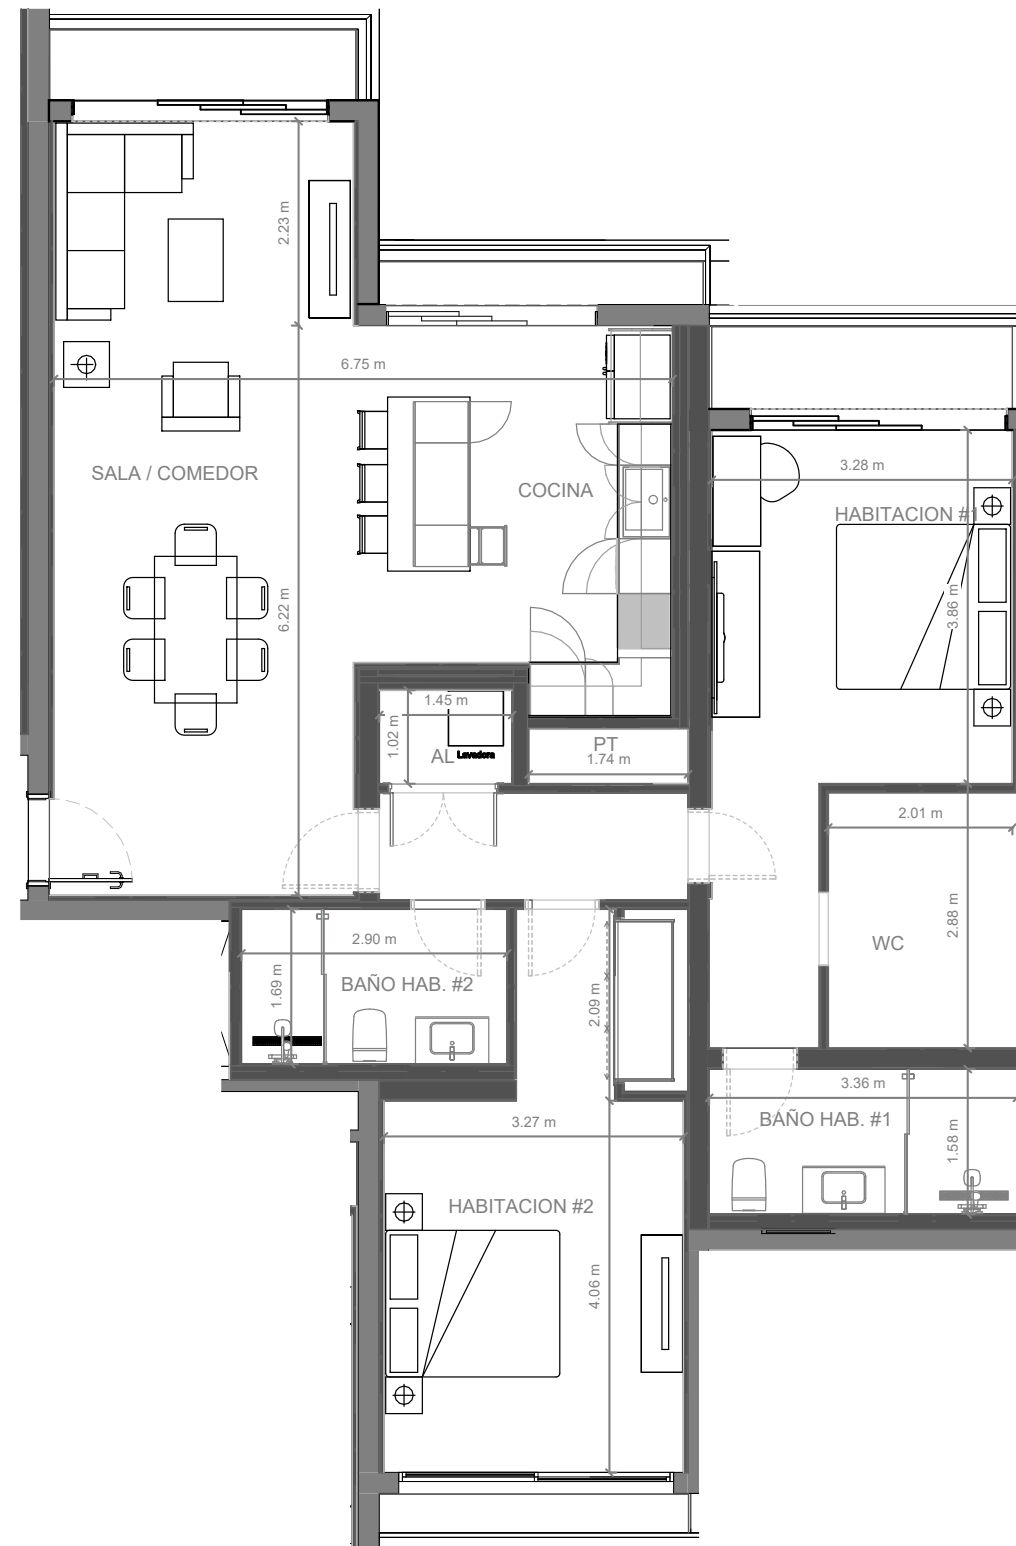 2.23 m
6.75 m
3.28 m
SALA / COMEDOR
COCINA
HABITACION #1
6.22 m
3.86 m
1.45 m
1.02 m
AL
Lavadora
PT
1.74 m
2.01 m
2.88 m
WC
2.90 m
BAÑO HAB. #2
1.69 m
2.09 m
3.36 m
BAÑO HAB. #1
1.58 m
3.27 m
HABITACION #2
4.06 m